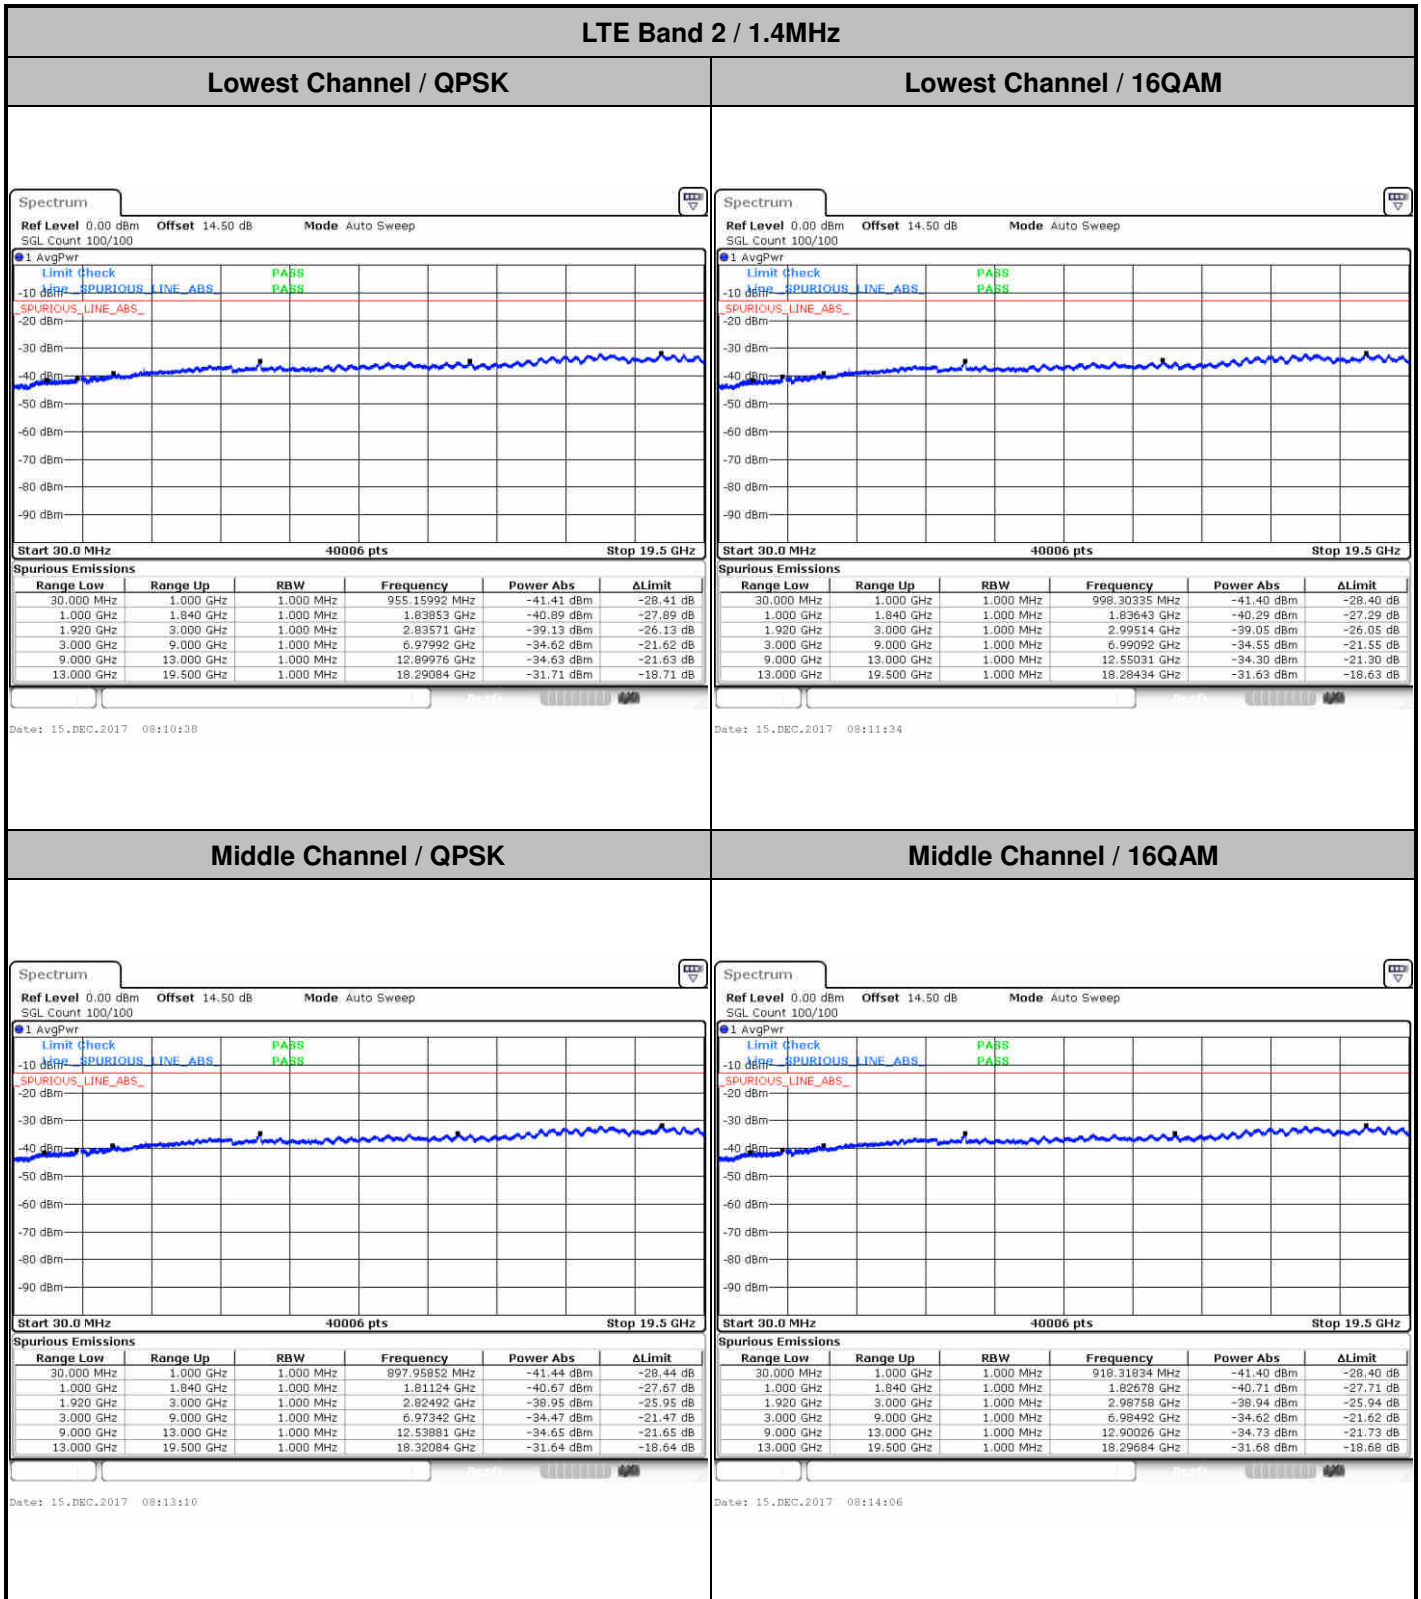 LTE Band 2 / 1.4MHz
Lowest Channel / QPSK
Lowest Channel / 16QAM
Spectrum
Ref Level 0.00 dBm Offset 14.50 dB Mode Auto Sweep
SGL Count 100/100
1 AvgPwr
Limit Check PASS
Line _SPURIOUS_LINE_ABS_ PASS
-10 dBm
_SPURIOUS_LINE_ABS_
-20 dBm
-30 dBm
-40 dBm
-50 dBm
-60 dBm
-70 dBm
-80 dBm
-90 dBm
Start 30.0 MHz 40006 pts Stop 19.5 GHz
Spurious Emissions
Range Low Range Up RBW Frequency Power Abs ΔLimit
30.000 MHz 1.000 GHz 1.000 MHz 955.15992 MHz -41.41 dBm -28.41 dB
1.000 GHz 1.840 GHz 1.000 MHz 1.83853 GHz -40.89 dBm -27.89 dB
1.920 GHz 3.000 GHz 1.000 MHz 2.83571 GHz -39.13 dBm -26.13 dB
3.000 GHz 9.000 GHz 1.000 MHz 6.97992 GHz -34.62 dBm -21.62 dB
9.000 GHz 13.000 GHz 1.000 MHz 12.89976 GHz -34.63 dBm -21.63 dB
13.000 GHz 19.500 GHz 1.000 MHz 18.29084 GHz -31.71 dBm -18.71 dB
Date: 15.DEC.2017 08:10:38
Spectrum
Ref Level 0.00 dBm Offset 14.50 dB Mode Auto Sweep
SGL Count 100/100
1 AvgPwr
Limit Check PASS
Line _SPURIOUS_LINE_ABS_ PASS
-10 dBm
_SPURIOUS_LINE_ABS_
-20 dBm
-30 dBm
-40 dBm
-50 dBm
-60 dBm
-70 dBm
-80 dBm
-90 dBm
Start 30.0 MHz 40006 pts Stop 19.5 GHz
Spurious Emissions
Range Low Range Up RBW Frequency Power Abs ΔLimit
30.000 MHz 1.000 GHz 1.000 MHz 998.30335 MHz -41.40 dBm -28.40 dB
1.000 GHz 1.840 GHz 1.000 MHz 1.83643 GHz -40.29 dBm -27.29 dB
1.920 GHz 3.000 GHz 1.000 MHz 2.99514 GHz -39.05 dBm -26.05 dB
3.000 GHz 9.000 GHz 1.000 MHz 6.99092 GHz -34.55 dBm -21.55 dB
9.000 GHz 13.000 GHz 1.000 MHz 12.55031 GHz -34.30 dBm -21.30 dB
13.000 GHz 19.500 GHz 1.000 MHz 18.28434 GHz -31.63 dBm -18.63 dB
Date: 15.DEC.2017 08:11:34
Middle Channel / QPSK
Middle Channel / 16QAM
Spectrum
Ref Level 0.00 dBm Offset 14.50 dB Mode Auto Sweep
SGL Count 100/100
1 AvgPwr
Limit Check PASS
Line _SPURIOUS_LINE_ABS_ PASS
-10 dBm
_SPURIOUS_LINE_ABS_
-20 dBm
-30 dBm
-40 dBm
-50 dBm
-60 dBm
-70 dBm
-80 dBm
-90 dBm
Start 30.0 MHz 40006 pts Stop 19.5 GHz
Spurious Emissions
Range Low Range Up RBW Frequency Power Abs ΔLimit
30.000 MHz 1.000 GHz 1.000 MHz 897.95852 MHz -41.44 dBm -28.44 dB
1.000 GHz 1.840 GHz 1.000 MHz 1.81124 GHz -40.67 dBm -27.67 dB
1.920 GHz 3.000 GHz 1.000 MHz 2.82492 GHz -38.95 dBm -25.95 dB
3.000 GHz 9.000 GHz 1.000 MHz 6.97342 GHz -34.47 dBm -21.47 dB
9.000 GHz 13.000 GHz 1.000 MHz 12.53881 GHz -34.65 dBm -21.65 dB
13.000 GHz 19.500 GHz 1.000 MHz 18.32084 GHz -31.64 dBm -18.64 dB
Date: 15.DEC.2017 08:13:10
Spectrum
Ref Level 0.00 dBm Offset 14.50 dB Mode Auto Sweep
SGL Count 100/100
1 AvgPwr
Limit Check PASS
Line _SPURIOUS_LINE_ABS_ PASS
-10 dBm
_SPURIOUS_LINE_ABS_
-20 dBm
-30 dBm
-40 dBm
-50 dBm
-60 dBm
-70 dBm
-80 dBm
-90 dBm
Start 30.0 MHz 40006 pts Stop 19.5 GHz
Spurious Emissions
Range Low Range Up RBW Frequency Power Abs ΔLimit
30.000 MHz 1.000 GHz 1.000 MHz 918.31834 MHz -41.40 dBm -28.40 dB
1.000 GHz 1.840 GHz 1.000 MHz 1.82678 GHz -40.71 dBm -27.71 dB
1.920 GHz 3.000 GHz 1.000 MHz 2.98758 GHz -38.94 dBm -25.94 dB
3.000 GHz 9.000 GHz 1.000 MHz 6.98492 GHz -34.62 dBm -21.62 dB
9.000 GHz 13.000 GHz 1.000 MHz 12.90026 GHz -34.73 dBm -21.73 dB
13.000 GHz 19.500 GHz 1.000 MHz 18.29684 GHz -31.68 dBm -18.68 dB
Date: 15.DEC.2017 08:14:06